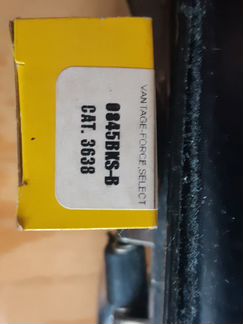 VANTAGE-FORCE, SELECT
0845BKS-B
CAT. 3638